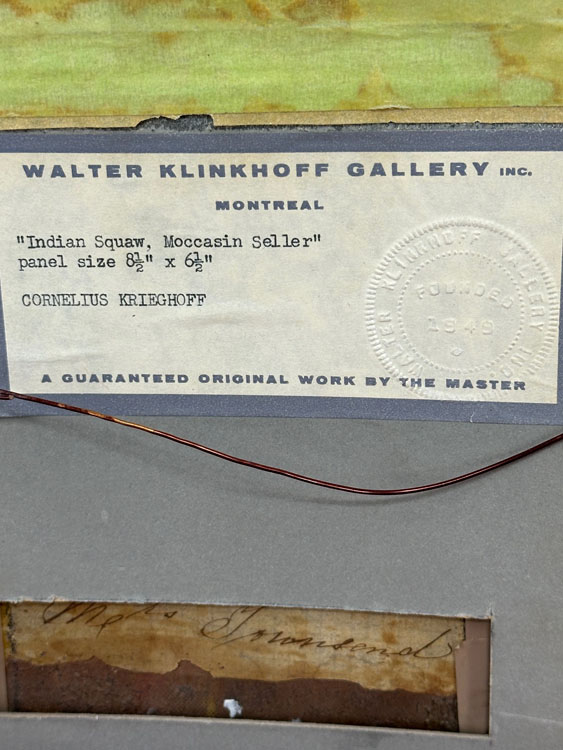 WALTER KLINKHOFF GALLERY INC.
MONTREAL
"Indian Squaw, Moccasin Seller"
panel size 8½" x 6½"
CORNELIUS KRIEGHOFF
WALTER KLINKHOFF GALLERY INC.
FOUNDED
1949
A GUARANTEED ORIGINAL WORK BY THE MASTER
Townsend